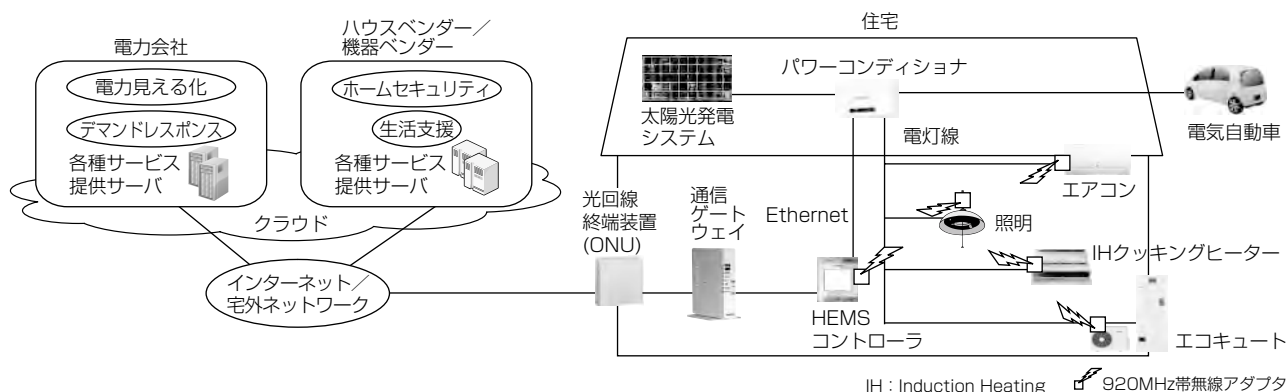 電力会社
電力見える化
デマンドレスポンス
各種サービス
提供サーバ
ハウスベンダー／
機器ベンダー
ホームセキュリティ
生活支援
各種サービス
提供サーバ
クラウド
インターネット／
宅外ネットワーク
住宅
パワーコンディショナ
太陽光発電
システム
電気自動車
電灯線
エアコン
光回線
終端装置
(ONU)
通信
ゲート
ウェイ
Ethernet
照明
IHクッキングヒーター
HEMS
コントローラ
エコキュート
IH : Induction Heating
920MHz帯無線アダプタ